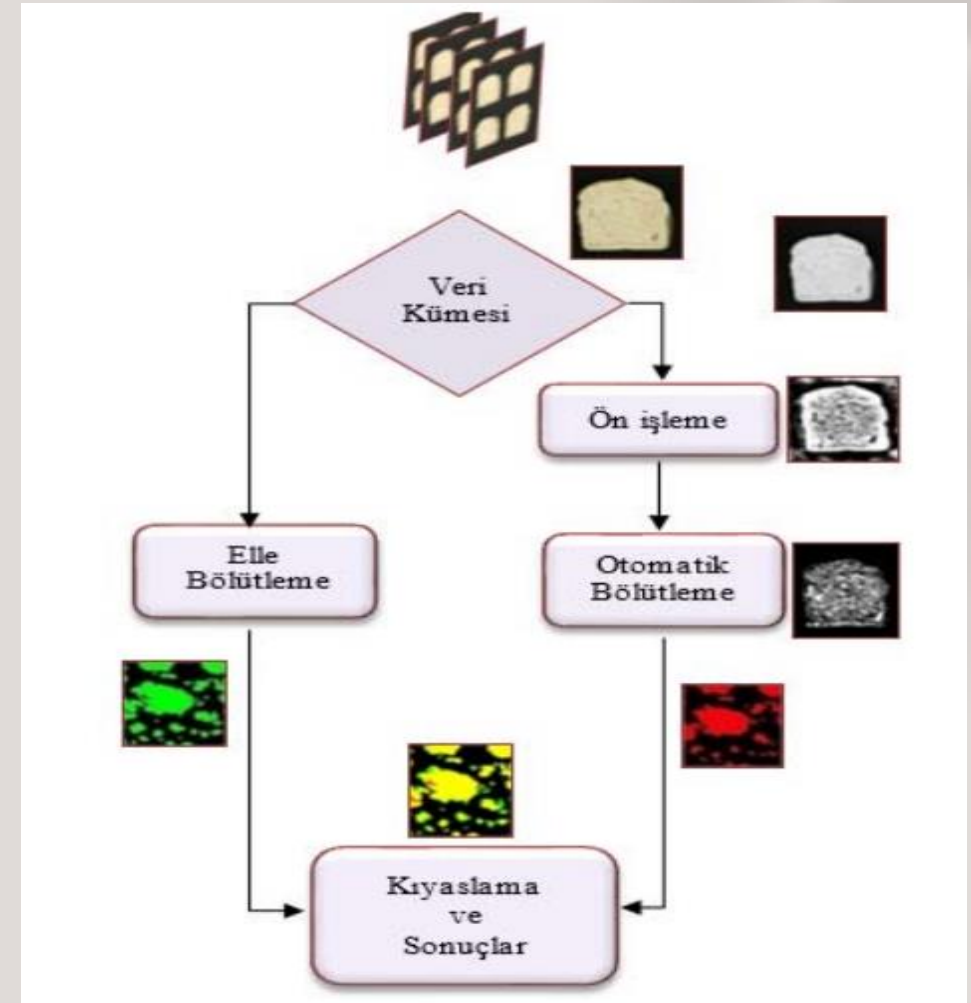 Veri
Kümesi
Ön işleme
Elle
Bölütleme
Otomatik
Bölütleme
Kıyaslama
ve
Sonuçlar